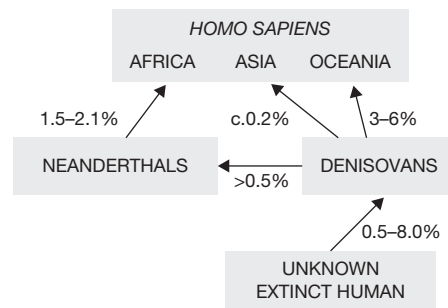 HOMO SAPIENS
AFRICA ASIA OCEANIA
1.5–2.1% c.0.2% 3–6%
NEANDERTHALS DENISOVANS
>0.5%
0.5–8.0%
UNKNOWN
EXTINCT HUMAN